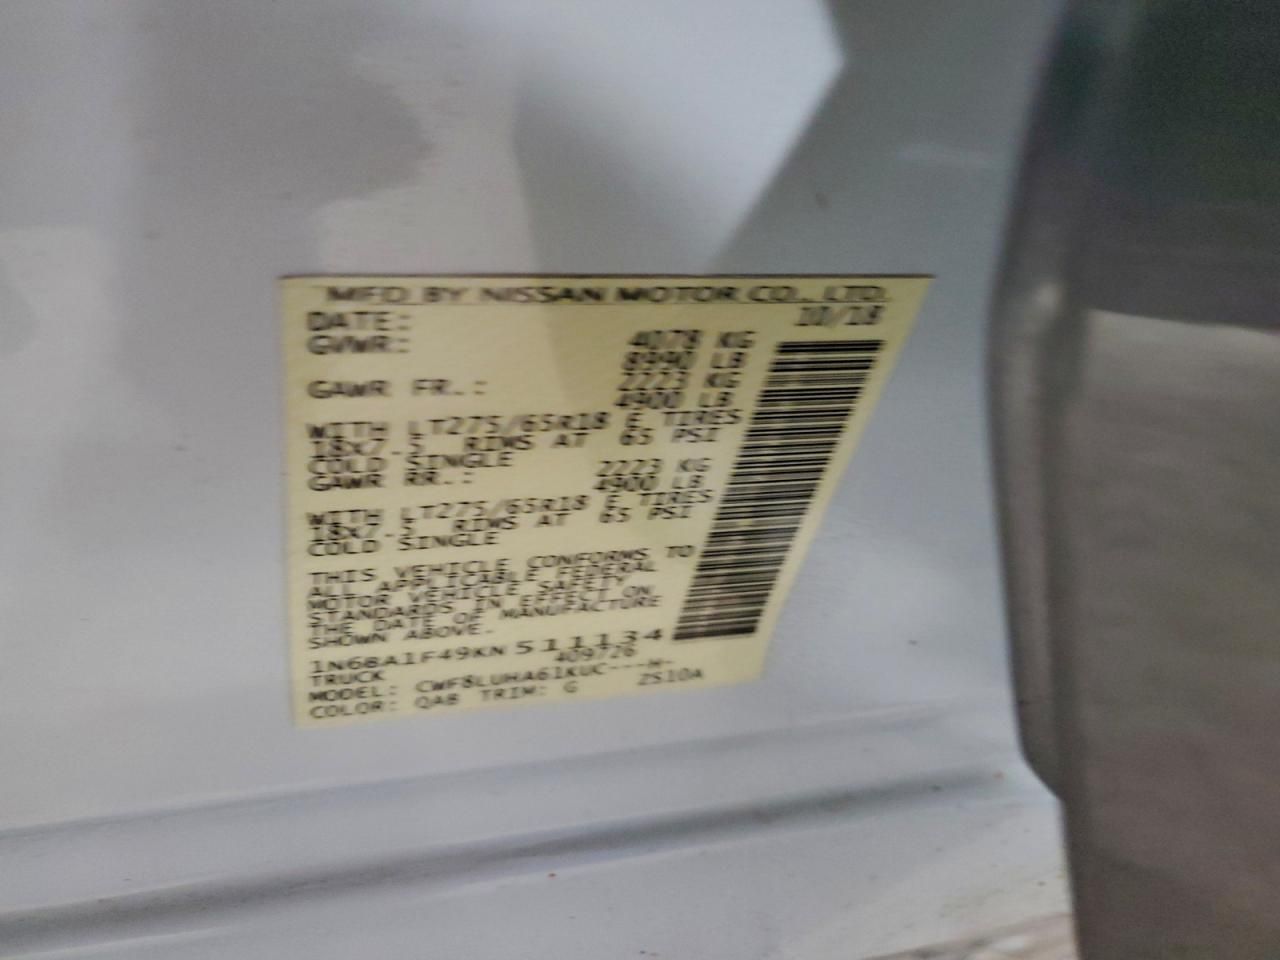 MFD BY NISSAN MOTOR CO., LTD.
DATE: 10/18
GVWR: 4078 KG
8990 LB
GAWR FR.: 2223 KG
4900 LB
WITH LT275/65R18 E TIRES
18X7.5 RIMS AT 65 PSI
COLD SINGLE
GAWR RR.: 2223 KG
4900 LB
WITH LT275/65R18 E TIRES
18X7.5 RIMS AT 65 PSI
COLD SINGLE
THIS VEHICLE CONFORMS TO
ALL APPLICABLE FEDERAL
MOTOR VEHICLE SAFETY
STANDARDS IN EFFECT ON
THE DATE OF MANUFACTURE
SHOWN ABOVE.
1N6BA1F49KN511134
TRUCK 409726
MODEL: CWF8LUHA61KUC---H-
COLOR: QAB TRIM: G ZS10A